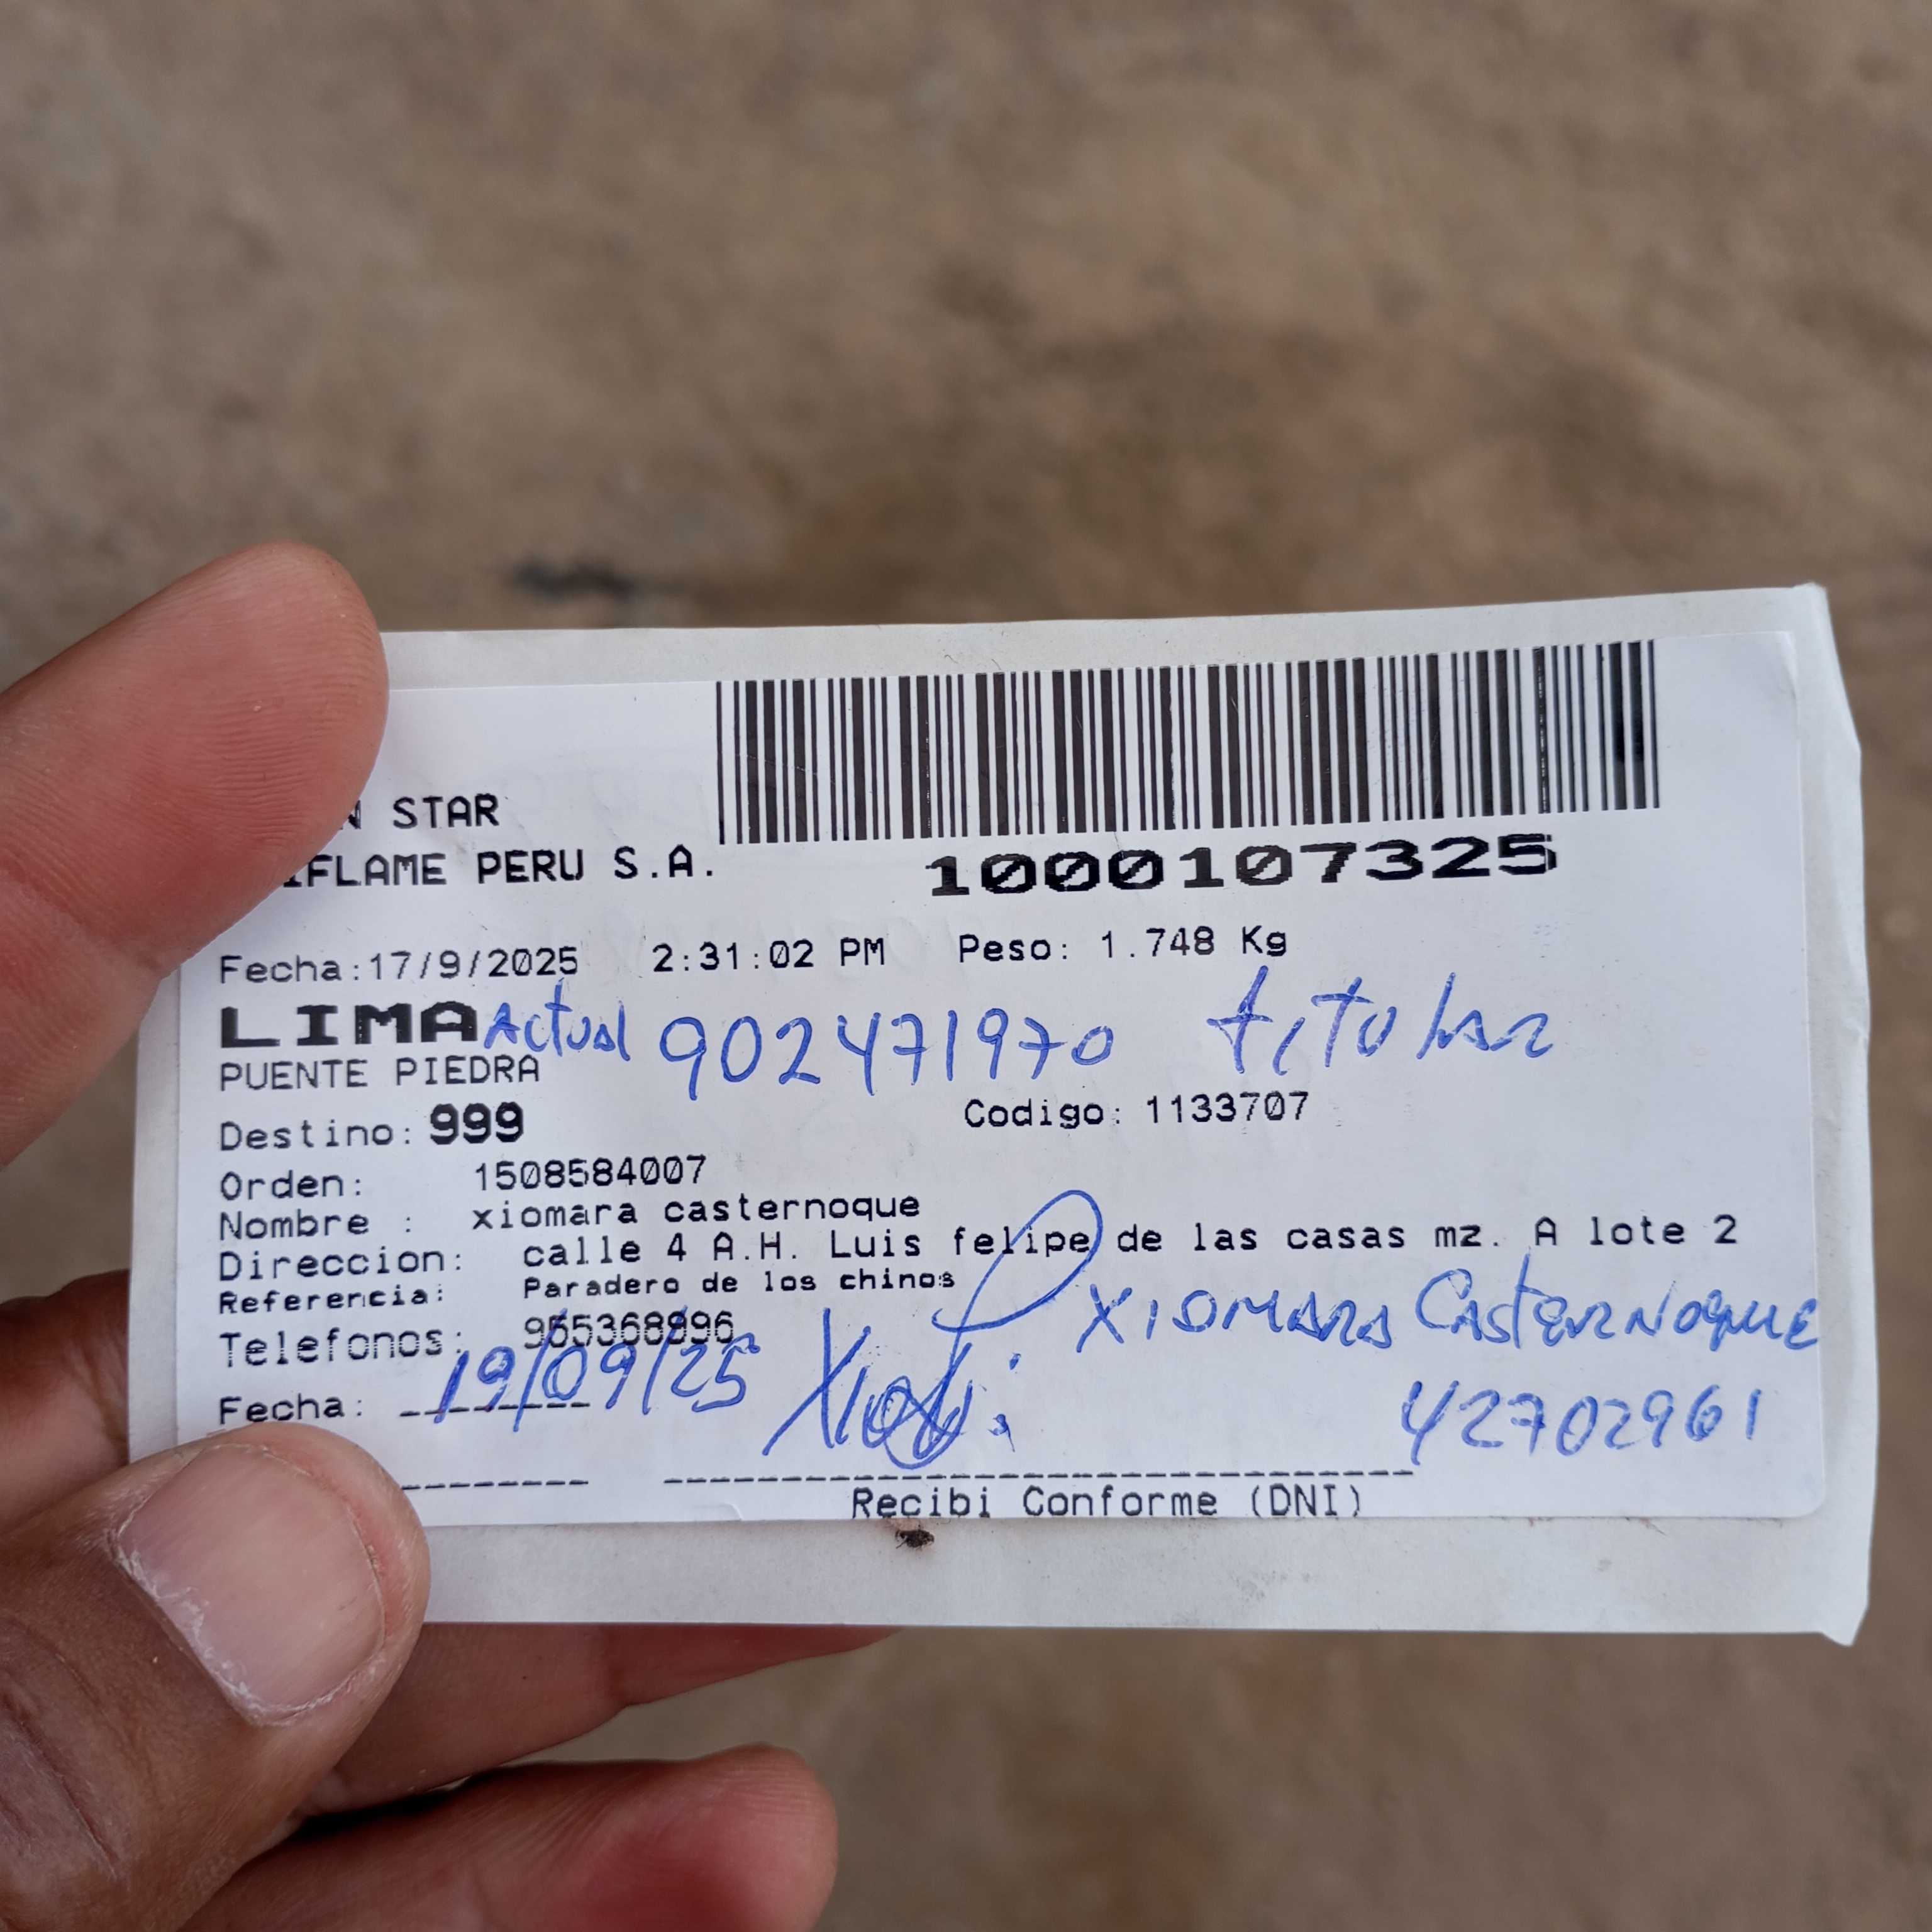 STAR
IFLAME PERU S.A.
1000107325
Fecha:17/9/2025 2:31:02 PM Peso: 1.748 Kg
LIMA Actual 902471970 titular
PUENTE PIEDRA
Destino: 999 Codigo: 1133707
Orden: 1508584007
Nombre : xiomara casternoque
Direccion: calle 4 A.H. Luis felipe de las casas mz. A lote 2
Referencia: Paradero de los chinos
XIOMARA CASTERNOQUE
Telefonos: 955368896
Fecha: 19/09/25
42702961
Recibi Conforme (DNI)